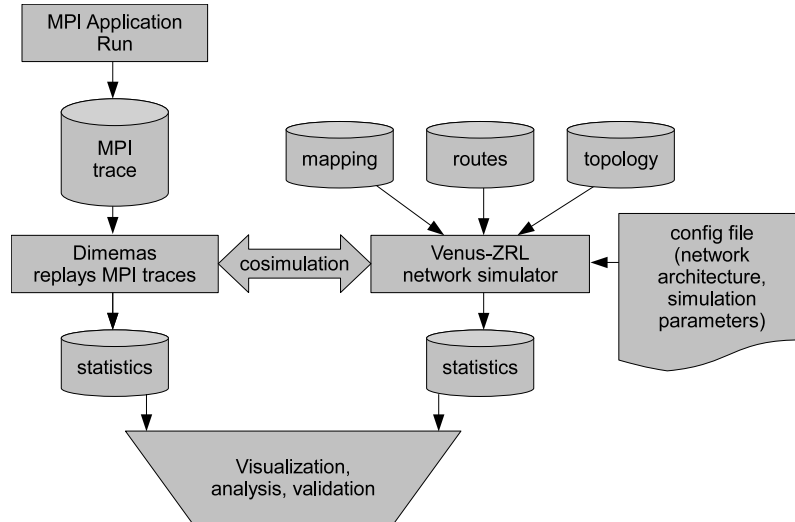 MPI Application
Run
MPI
trace
mapping
routes
topology
Dimemas
replays MPI traces
cosimulation
Venus-ZRL
network simulator
config file
(network
architecture,
simulation
parameters)
statistics
statistics
Visualization,
analysis, validation